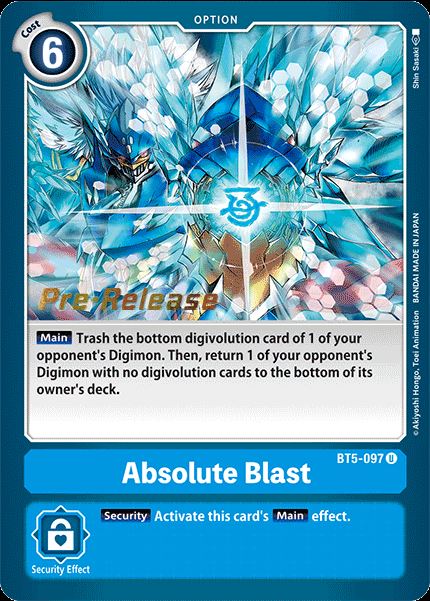 OPTION
Cost
6
Shin Sasaki
©Akiyoshi Hongo, Toei Animation BANDAI MADE IN JAPAN
Pre-Release
Main Trash the bottom digivolution card of 1 of your
opponent's Digimon. Then, return 1 of your opponent's
Digimon with no digivolution cards to the bottom of its
owner's deck.
BT5-097 U
Absolute Blast
Security Activate this card's Main effect.
Security Effect